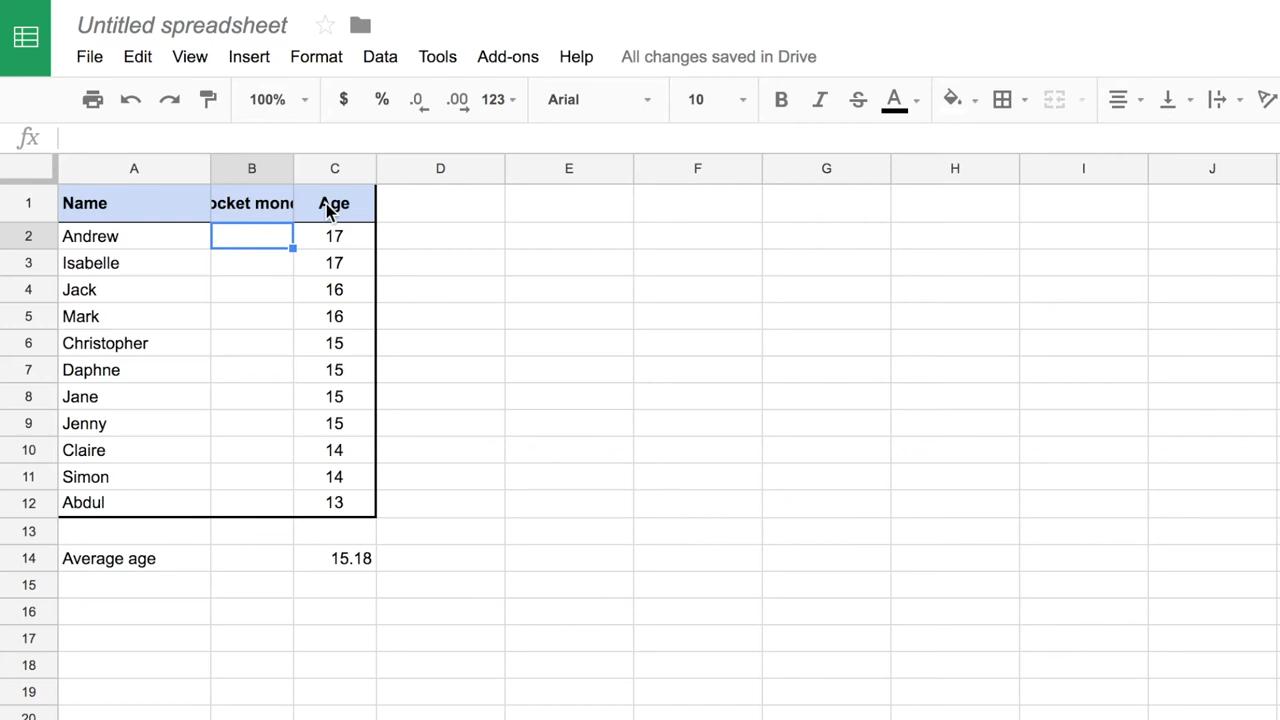 Untitled spreadsheet
File Edit View Insert Format Data Tools Add-ons Help All changes saved in Drive
100% $ % .0 .00 123 Arial 10 B I S A
fx
A B C D E F G H I J
1 Name ocket mone Age
2 Andrew 17
3 Isabelle 17
4 Jack 16
5 Mark 16
6 Christopher 15
7 Daphne 15
8 Jane 15
9 Jenny 15
10 Claire 14
11 Simon 14
12 Abdul 13
13
14 Average age 15.18
15
16
17
18
19
20